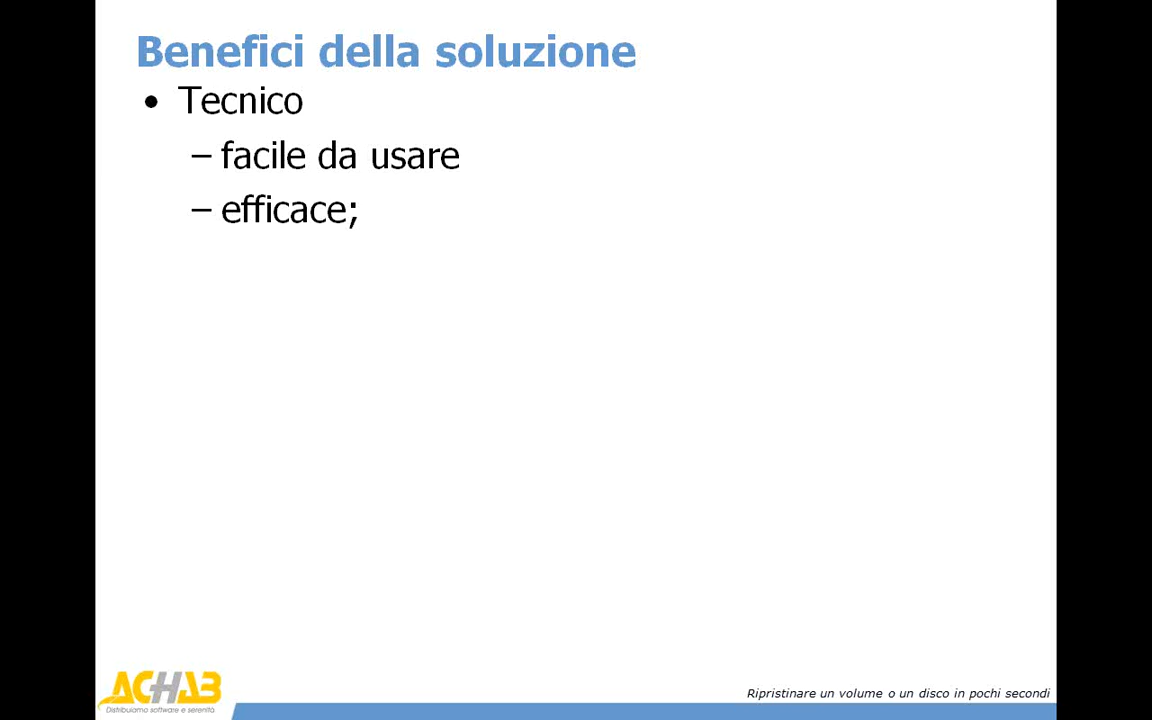 Benefici della soluzione
• Tecnico
– facile da usare
– efficace;
ACHAB
Distribuiamo software e serenità
Ripristinare un volume o un disco in pochi secondi